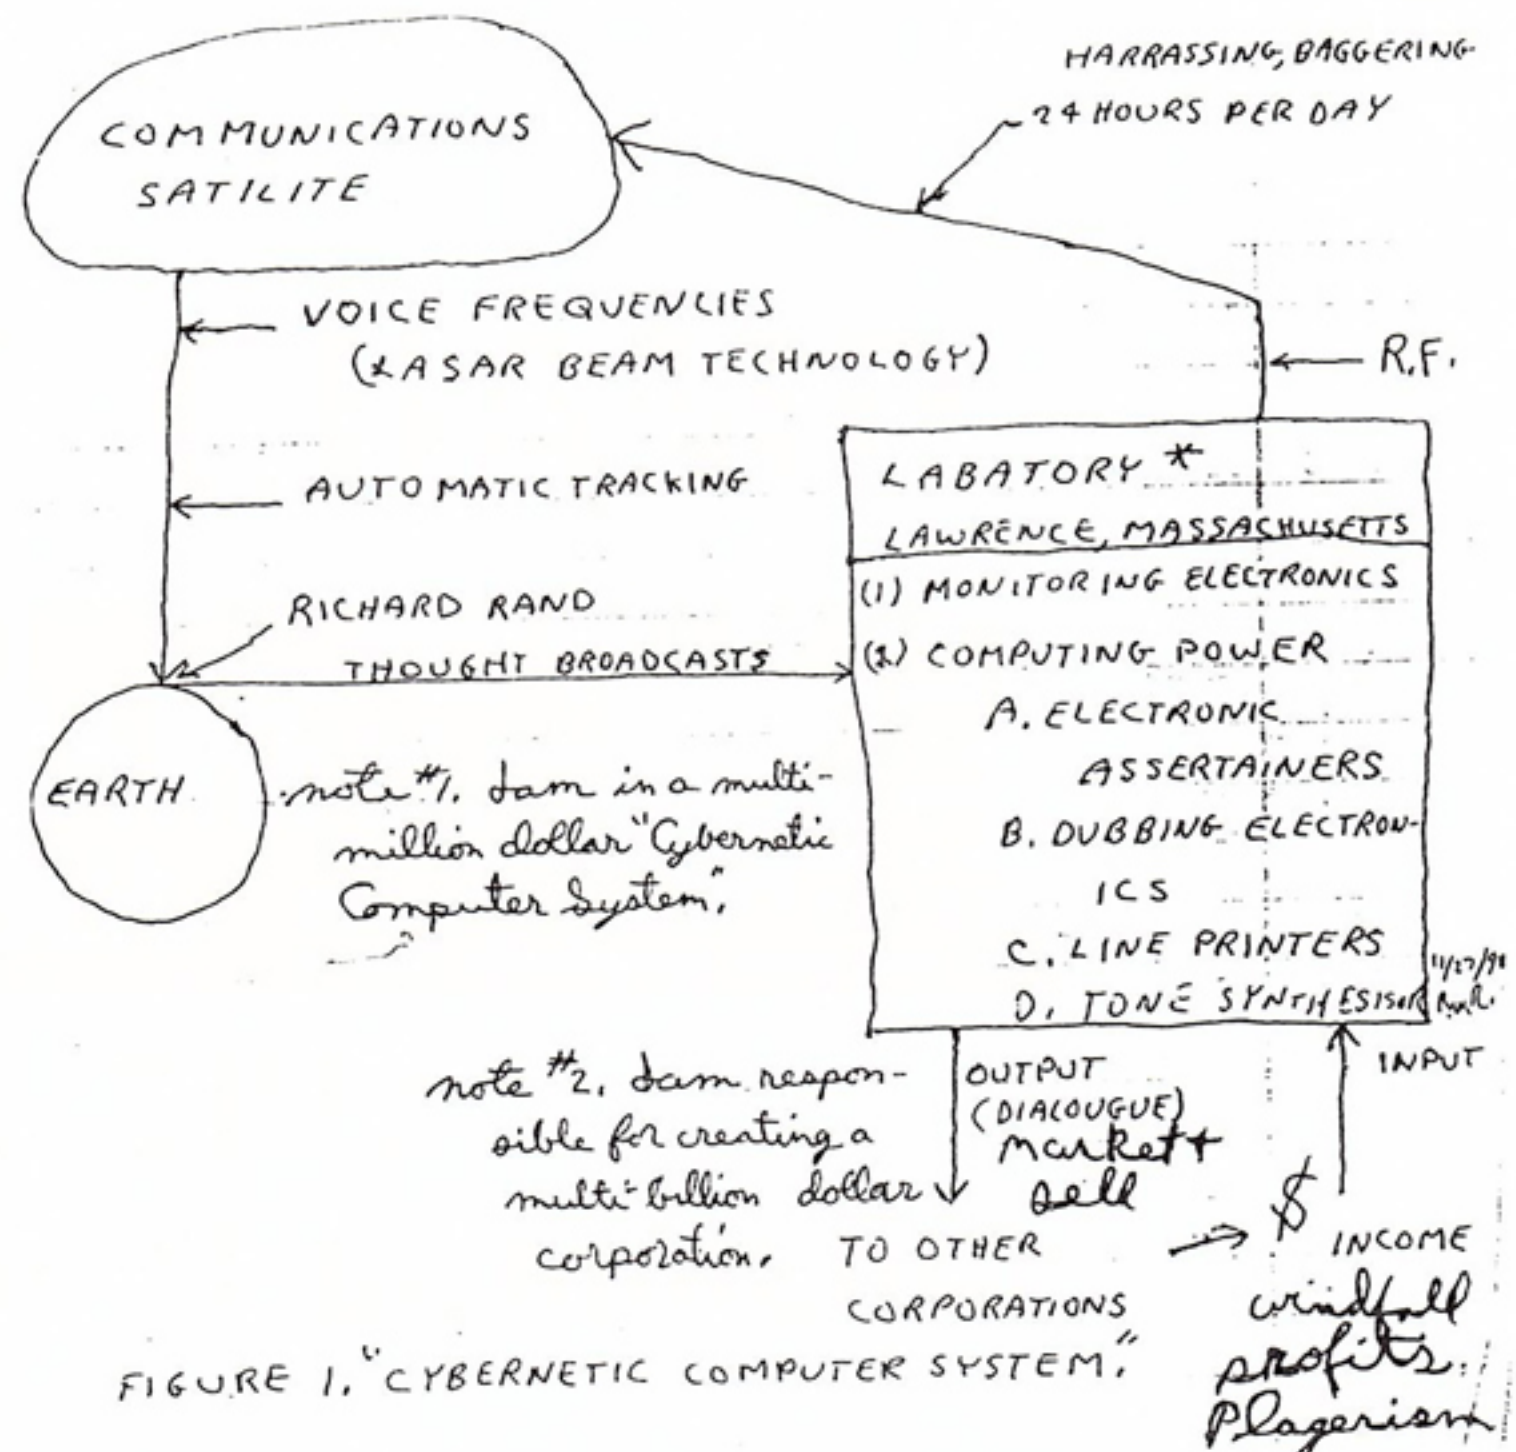 HARRASSING, BAGGERING
24 HOURS PER DAY
COMMUNICATIONS
SATILITE
VOICE FREQUENCIES
(LASAR BEAM TECHNOLOGY)
R.F.
AUTOMATIC TRACKING
LABATORY *
LAWRENCE, MASSACHUSETTS
(1) MONITORING ELECTRONICS
(2) COMPUTING POWER
A. ELECTRONIC
ASSERTAINERS
B. DUBBING ELECTRON-
ICS
C. LINE PRINTERS
D. TONE SYNTHESISOR
RICHARD RAND
THOUGHT BROADCASTS
EARTH
note #1. I am in a multi-
million dollar "Cybernetic
Computer System".
note #2. I am respon-
sible for creating a
multi-billion dollar
corporation.
OUTPUT
(DIALOUGUE)
market +
sell
INPUT
TO OTHER
CORPORATIONS
$
INCOME
windfall
profits.
Plagerism
FIGURE 1. "CYBERNETIC COMPUTER SYSTEM."